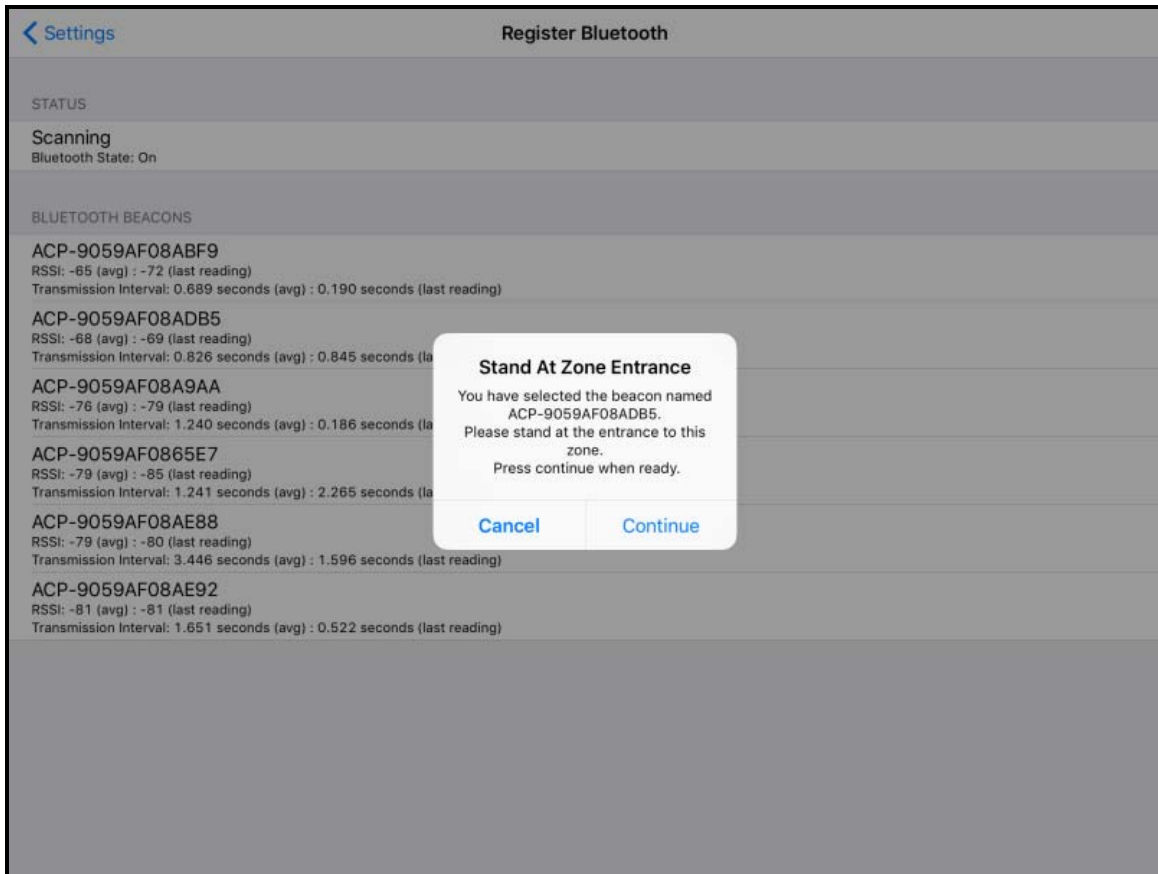 Settings
Register Bluetooth
STATUS
Scanning
Bluetooth State: On
BLUETOOTH BEACONS
ACP-9059AF08ABF9
RSSI: -65 (avg) : -72 (last reading)
Transmission Interval: 0.689 seconds (avg) : 0.190 seconds (last reading)
ACP-9059AF08ADB5
RSSI: -68 (avg) : -69 (last reading)
Transmission Interval: 0.826 seconds (avg) : 0.845 seconds (la
ACP-9059AF08A9AA
RSSI: -76 (avg) : -79 (last reading)
Transmission Interval: 1.240 seconds (avg) : 0.186 seconds (la
ACP-9059AF0865E7
RSSI: -79 (avg) : -85 (last reading)
Transmission Interval: 1.241 seconds (avg) : 2.265 seconds (la
ACP-9059AF08AE88
RSSI: -79 (avg) : -80 (last reading)
Transmission Interval: 3.446 seconds (avg) : 1.596 seconds (last reading)
ACP-9059AF08AE92
RSSI: -81 (avg) : -81 (last reading)
Transmission Interval: 1.651 seconds (avg) : 0.522 seconds (last reading)
Stand At Zone Entrance
You have selected the beacon named
ACP-9059AF08ADB5.
Please stand at the entrance to this
zone.
Press continue when ready.
Cancel
Continue